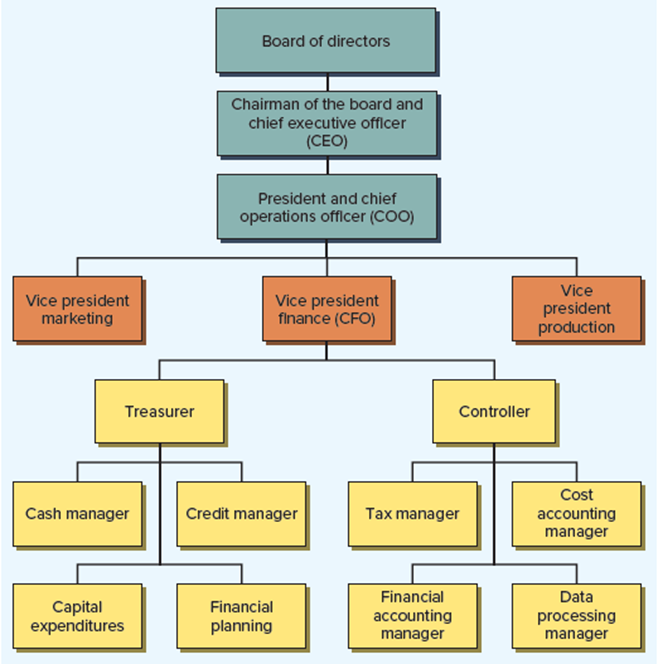 Board of directors
Chairman of the board and
chief executive officer
(CEO)
President and chief
operations officer (COO)
Vice president
marketing
Vice president
finance (CFO)
Vice
president
production
Treasurer
Controller
Cash manager
Credit manager
Tax manager
Cost
accounting
manager
Capital
expenditures
Financial
planning
Financial
accounting
manager
Data
processing
manager